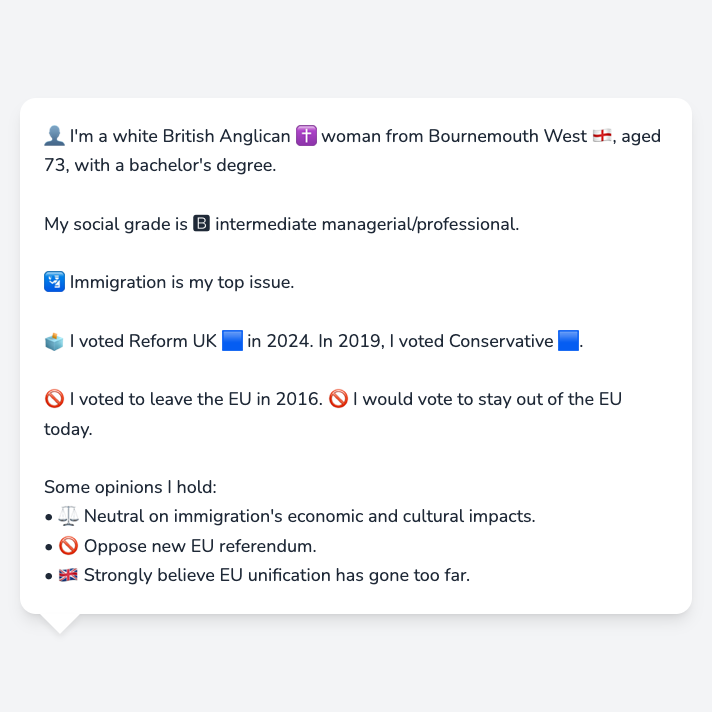 👤 I'm a white British Anglican ✝️ woman from Bournemouth West 🏴󠁧󠁢󠁥󠁮󠁧󠁿, aged
73, with a bachelor's degree.
My social grade is 🅱 intermediate managerial/professional.
🛂 Immigration is my top issue.
🗳️ I voted Reform UK 🟦 in 2024. In 2019, I voted Conservative 🟦.
🚫 I voted to leave the EU in 2016. 🚫 I would vote to stay out of the EU
today.
Some opinions I hold:
• ⚖️ Neutral on immigration's economic and cultural impacts.
• 🚫 Oppose new EU referendum.
• 🇬🇧 Strongly believe EU unification has gone too far.